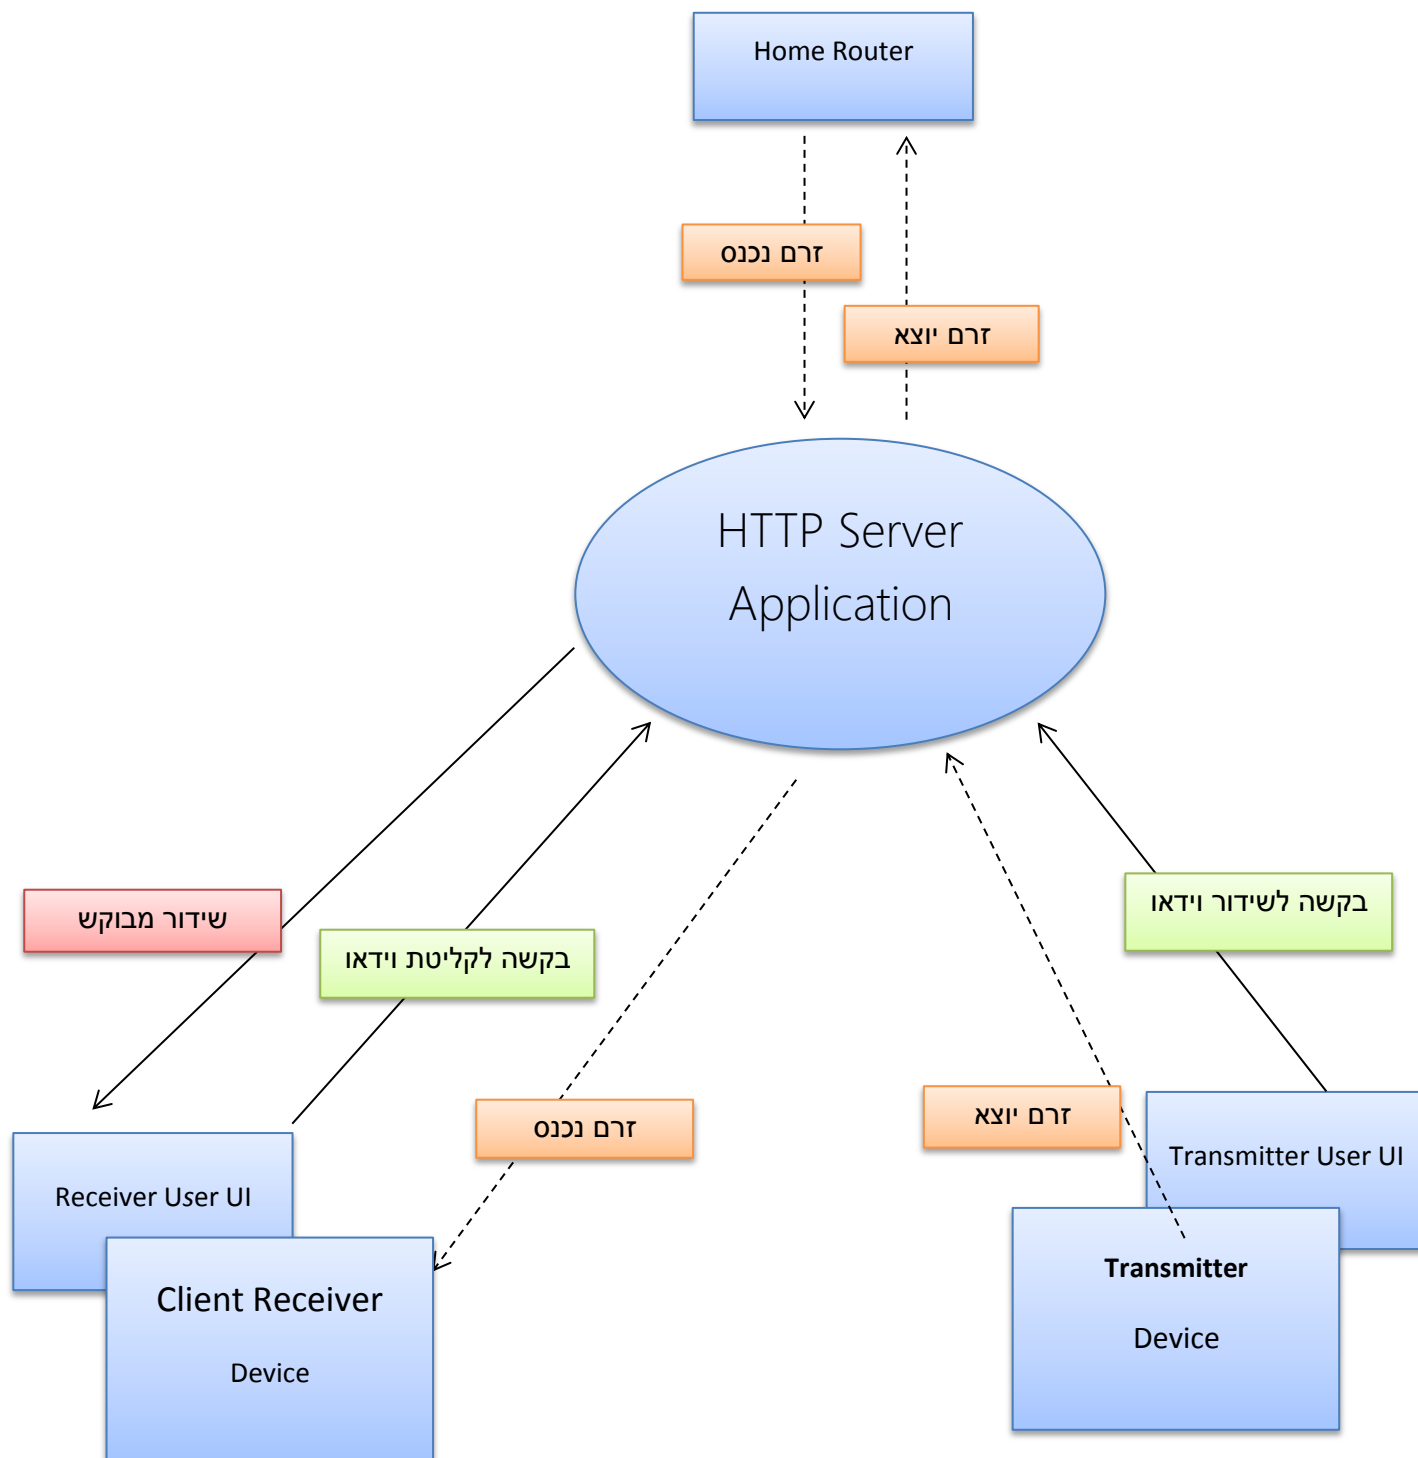 Home Router
זרם נכנס
זרם יוצא
HTTP Server
Application
שידור מבוקש
בקשה לקליטת וידאו
בקשה לשידור וידאו
זרם נכנס
זרם יוצא
Receiver User UI
Client Receiver
Device
Transmitter User UI
Transmitter
Device